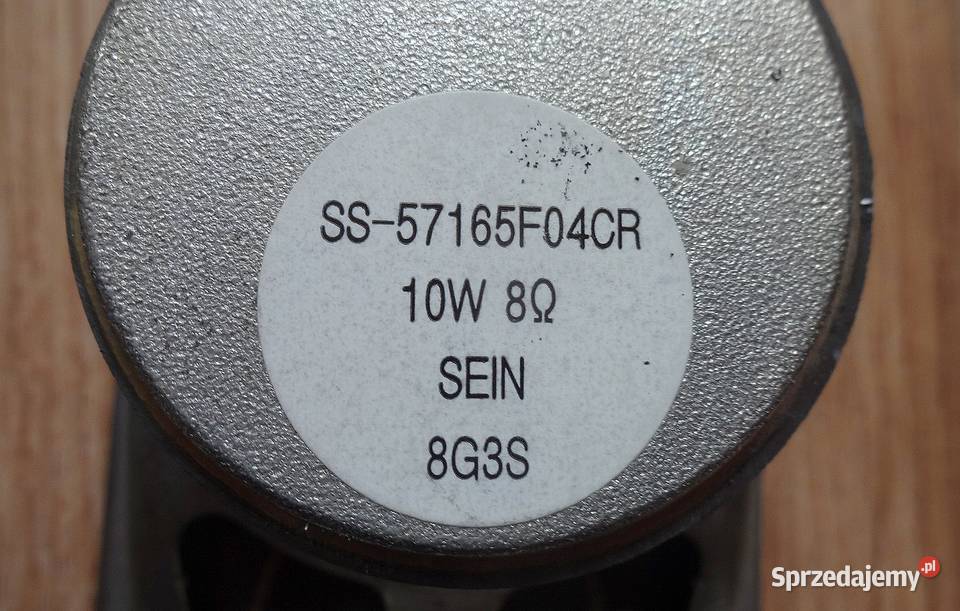 SS-57165F04CR
10W 8Ω
SEIN
8G3S
Sprzedajemy.pl